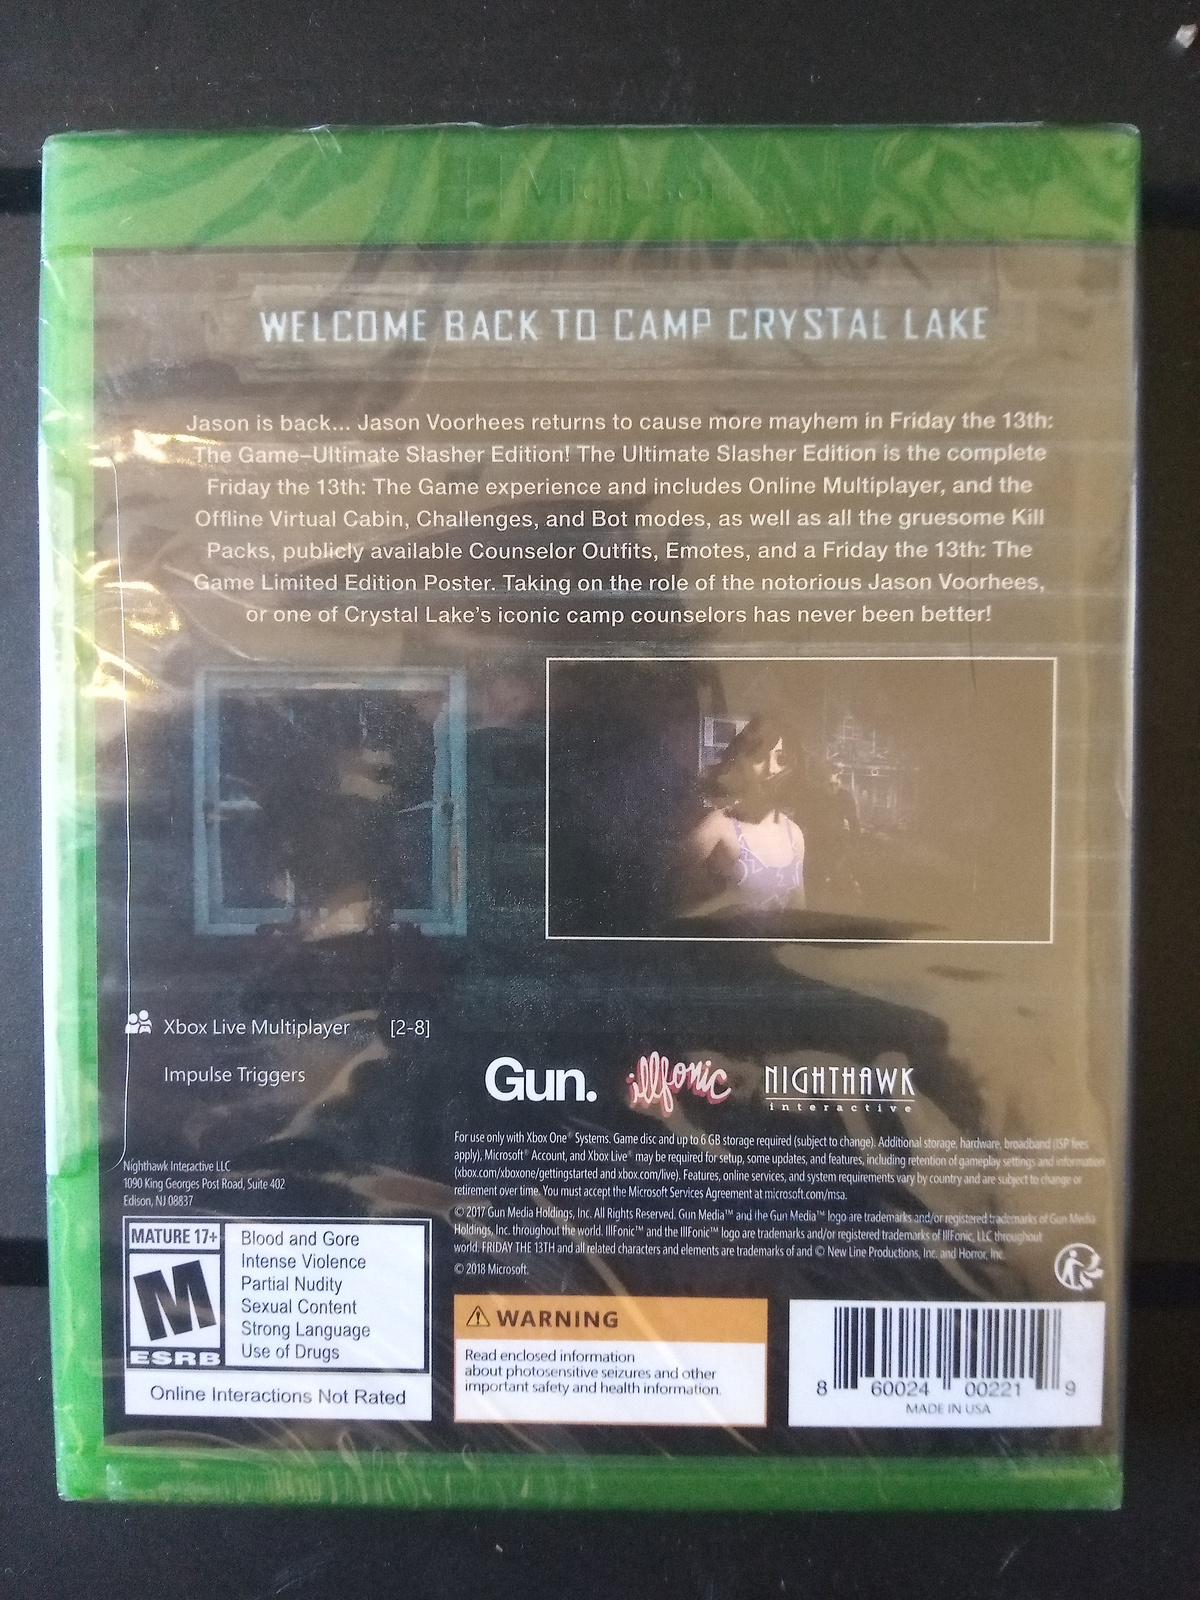 Microsoft
WELCOME BACK TO CAMP CRYSTAL LAKE
Jason is back... Jason Voorhees returns to cause more mayhem in Friday the 13th:
The Game–Ultimate Slasher Edition! The Ultimate Slasher Edition is the complete
Friday the 13th: The Game experience and includes Online Multiplayer, and the
Offline Virtual Cabin, Challenges, and Bot modes, as well as all the gruesome Kill
Packs, publicly available Counselor Outfits, Emotes, and a Friday the 13th: The
Game Limited Edition Poster. Taking on the role of the notorious Jason Voorhees,
or one of Crystal Lake's iconic camp counselors has never been better!
Xbox Live Multiplayer [2-8]
Impulse Triggers
Gun. illfonic NIGHTHAWK
interactive
For use only with Xbox One® Systems. Game disc and up to 6 GB storage required (subject to change). Additional storage, hardware, broadband (ISP fees
apply), Microsoft® Account, and Xbox Live® may be required for setup, some updates, and features, including retention of gameplay settings and information
(xbox.com/xboxone/gettingstarted and xbox.com/live). Features, online services, and system requirements vary by country and are subject to change or
retirement over time. You must accept the Microsoft Services Agreement at microsoft.com/msa.
© 2017 Gun Media Holdings, Inc. All Rights Reserved. Gun Media™ and the Gun Media™ logo are trademarks and/or registered trademarks of Gun Media
Holdings, Inc. throughout the world. IllFonic™ and the IllFonic™ logo are trademarks and/or registered trademarks of IllFonic, LLC throughout
world. FRIDAY THE 13TH and all related characters and elements are trademarks of and © New Line Productions, Inc. and Horror, Inc.
© 2018 Microsoft.
Nighthawk Interactive LLC
1090 King Georges Post Road, Suite 402
Edison, NJ 08837
MATURE 17+
M
ESRB
Blood and Gore
Intense Violence
Partial Nudity
Sexual Content
Strong Language
Use of Drugs
Online Interactions Not Rated
WARNING
Read enclosed information
about photosensitive seizures and other
important safety and health information.
8 60024 00221 9
MADE IN USA